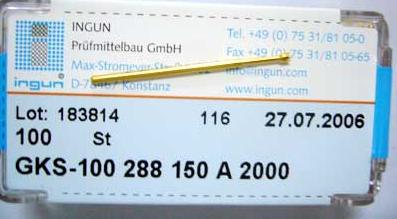 INGUN
Prüfmittelbau GmbH
Max-Stromeyer-
D-78467 Konstanz
Tel. +49 (0) 75 31/81 05-0
Fax +49 (0) 75 31/81 05-65
info@ingun.com
www.ingun.com
ingun
Lot: 183814 116 27.07.2006
100 St
GKS-100 288 150 A 2000